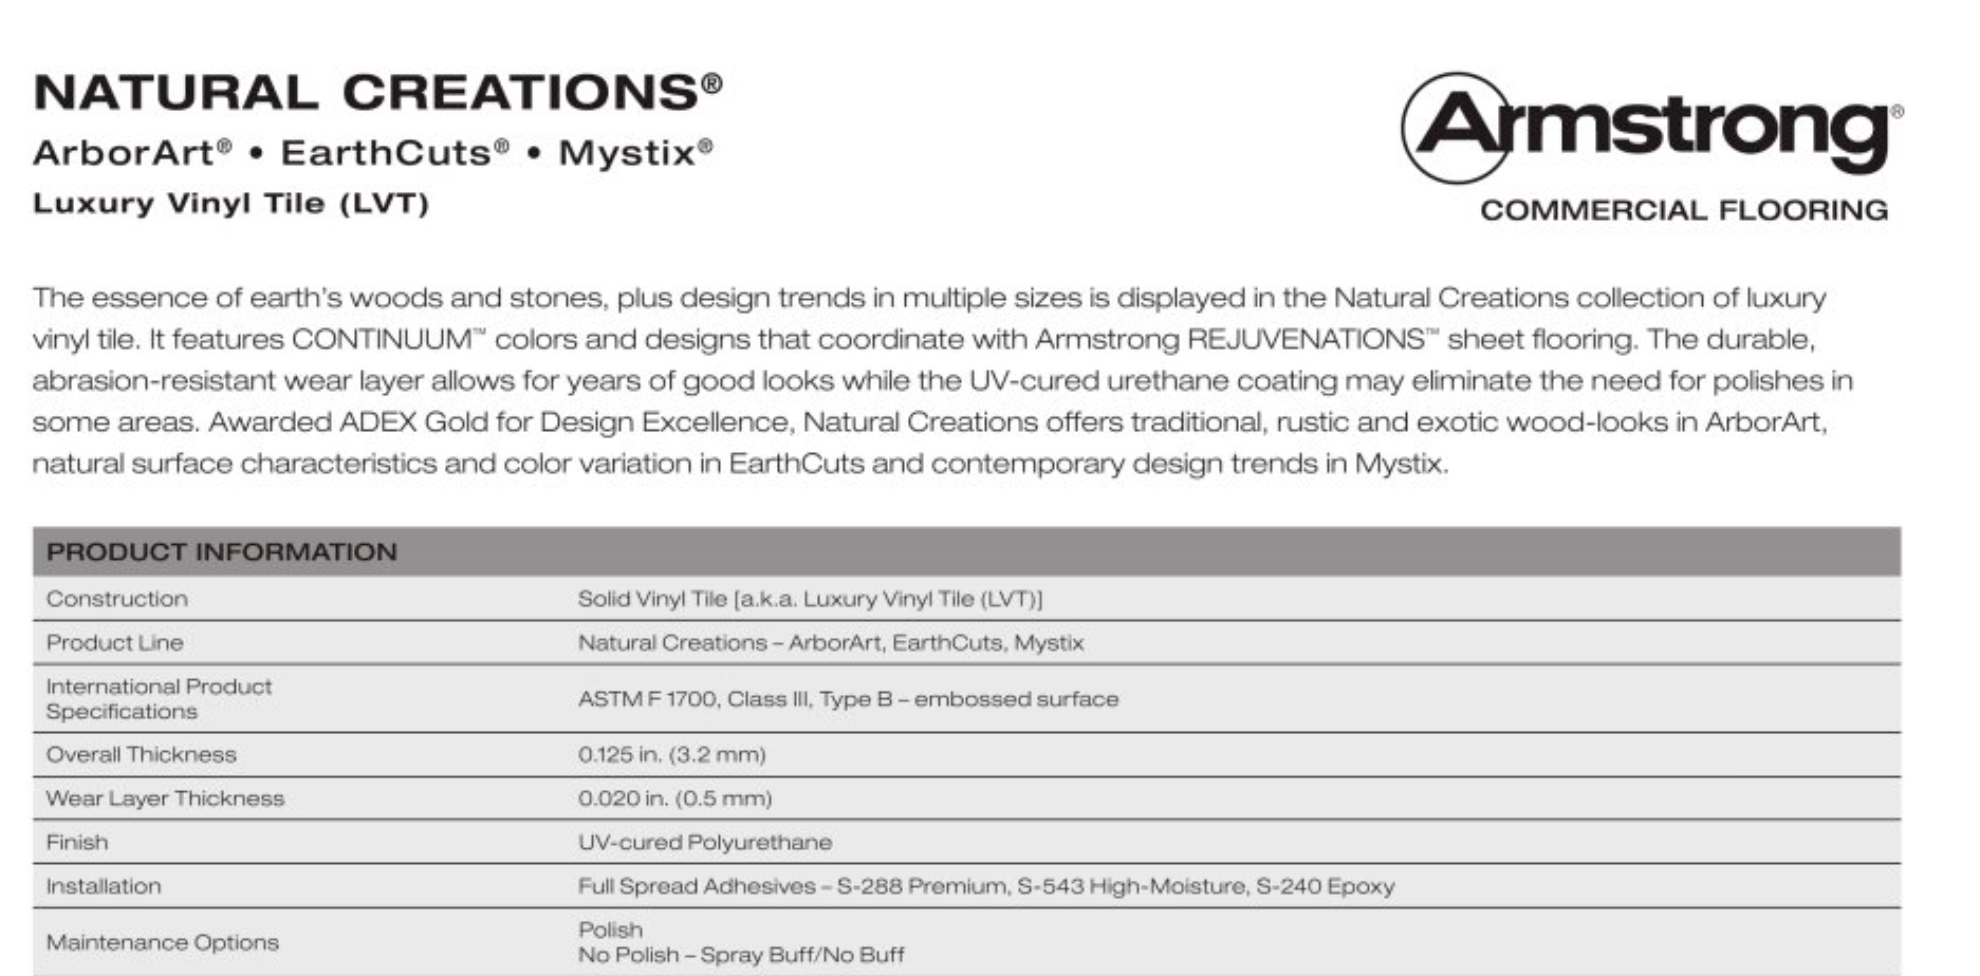 NATURAL CREATIONS®
ArborArt® • EarthCuts® • Mystix®
Luxury Vinyl Tile (LVT)
Armstrong®
COMMERCIAL FLOORING
The essence of earth's woods and stones, plus design trends in multiple sizes is displayed in the Natural Creations collection of luxury
vinyl tile. It features CONTINUUM™ colors and designs that coordinate with Armstrong REJUVENATIONS™ sheet flooring. The durable,
abrasion-resistant wear layer allows for years of good looks while the UV-cured urethane coating may eliminate the need for polishes in
some areas. Awarded ADEX Gold for Design Excellence, Natural Creations offers traditional, rustic and exotic wood-looks in ArborArt,
natural surface characteristics and color variation in EarthCuts and contemporary design trends in Mystix.
PRODUCT INFORMATION
Construction Solid Vinyl Tile [a.k.a. Luxury Vinyl Tile (LVT)]
Product Line Natural Creations – ArborArt, EarthCuts, Mystix
International Product
Specifications ASTM F 1700, Class III, Type B – embossed surface
Overall Thickness 0.125 in. (3.2 mm)
Wear Layer Thickness 0.020 in. (0.5 mm)
Finish UV-cured Polyurethane
Installation Full Spread Adhesives – S-288 Premium, S-543 High-Moisture, S-240 Epoxy
Maintenance Options Polish
No Polish – Spray Buff/No Buff